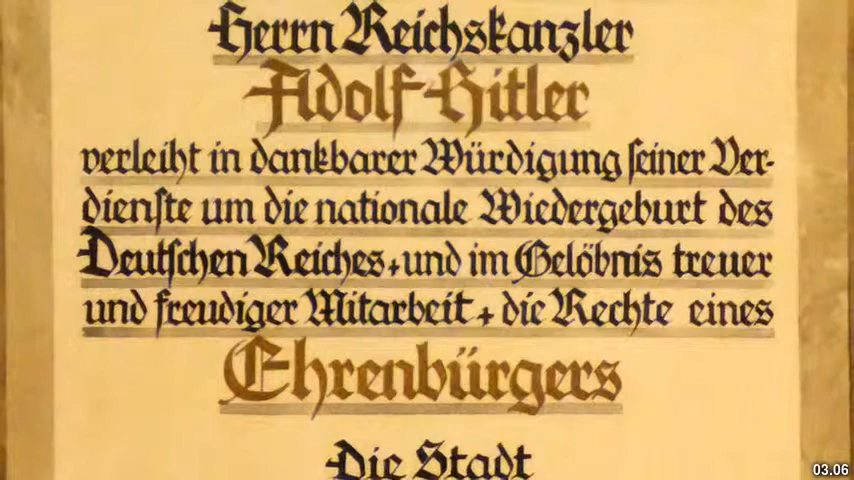 Herrn Reichskanzler
Adolf Hitler
verleiht in dankbarer Würdigung seiner Ver-
dienste um die nationale Wiedergeburt des
Deutschen Reiches + und im Gelöbnis treuer
und freudiger Mitarbeit + die Rechte eines
Ehrenbürgers
Die Stadt
03.06